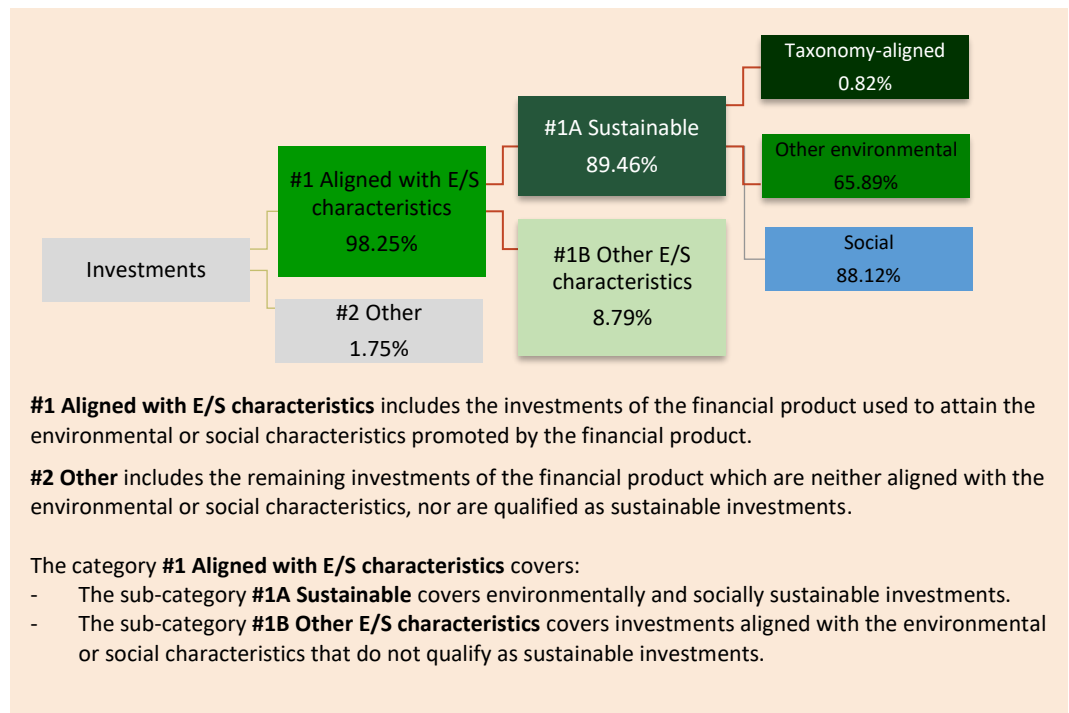 Investments
#1 Aligned with E/S
characteristics
98.25%
#2 Other
1.75%
#1A Sustainable
89.46%
#1B Other E/S
characteristics
8.79%
Taxonomy-aligned
0.82%
Other environmental
65.89%
Social
88.12%
#1 Aligned with E/S characteristics includes the investments of the financial product used to attain the
environmental or social characteristics promoted by the financial product.
#2 Other includes the remaining investments of the financial product which are neither aligned with the
environmental or social characteristics, nor are qualified as sustainable investments.
The category #1 Aligned with E/S characteristics covers:
- The sub-category #1A Sustainable covers environmentally and socially sustainable investments.
- The sub-category #1B Other E/S characteristics covers investments aligned with the environmental
or social characteristics that do not qualify as sustainable investments.